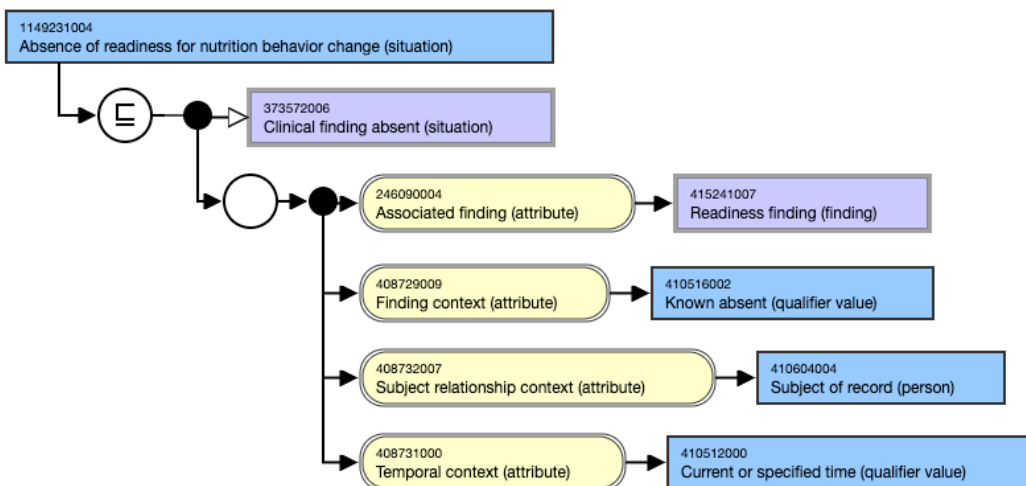 1149231004
Absence of readiness for nutrition behavior change (situation)
⊑
373572006
Clinical finding absent (situation)
246090004
Associated finding (attribute)
415241007
Readiness finding (finding)
408729009
Finding context (attribute)
410516002
Known absent (qualifier value)
408732007
Subject relationship context (attribute)
410604004
Subject of record (person)
408731000
Temporal context (attribute)
410512000
Current or specified time (qualifier value)